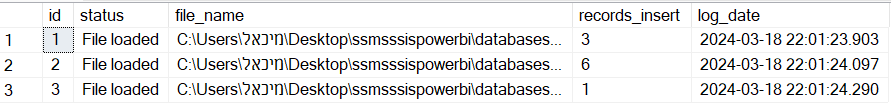 id status file_name records_insert log_date
1 1 File loaded C:\Users\מיכאל\Desktop\ssmsssispowerbi\databases... 3 2024-03-18 22:01:23.903
2 2 File loaded C:\Users\מיכאל\Desktop\ssmsssispowerbi\databases... 6 2024-03-18 22:01:24.097
3 3 File loaded C:\Users\מיכאל\Desktop\ssmsssispowerbi\databases... 1 2024-03-18 22:01:24.290